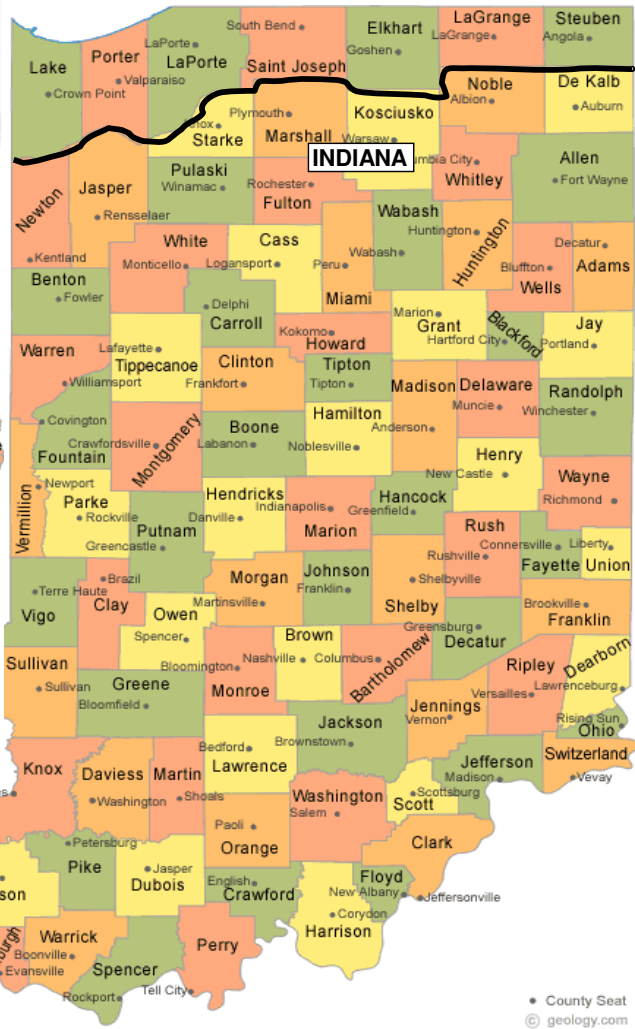 LaGrange
Steuben
Elkhart
South Bend
LaGrange
Angola
LaPorte
Porter
Goshen
Lake
LaPorte
Saint Joseph
Valparaiso
Noble
De Kalb
Crown Point
Albion
Auburn
Plymouth
Kosciusko
Knox
Starke
Marshall
Warsaw
INDIANA
Allen
Columbia City
Pulaski
Jasper
Winamac
Rochester
Whitley
Fort Wayne
Fulton
Newton
Rensselaer
Wabash
Huntington
Huntington
White
Cass
Decatur
Kentland
Monticello
Logansport
Peru
Wabash
Bluffton
Adams
Benton
Wells
Fowler
Miami
Delphi
Carroll
Marion
Grant
Blackford
Jay
Kokomo
Howard
Hartford City
Portland
Warren
Lafayette
Tippecanoe
Clinton
Tipton
Williamsport
Frankfort
Tipton
Madison
Delaware
Randolph
Muncie
Winchester
Hamilton
Covington
Boone
Anderson
Montgomery
Crawfordsville
Labanon
Noblesville
Fountain
Henry
New Castle
Wayne
Newport
Vermillion
Parke
Hendricks
Hancock
Richmond
Rockville
Danville
Indianapolis
Greenfield
Putnam
Marion
Rush
Greencastle
Connersville
Liberty
Rushville
Fayette
Union
Brazil
Morgan
Johnson
Shelbyville
Terre Haute
Franklin
Clay
Martinsville
Shelby
Brookville
Vigo
Owen
Franklin
Greensburg
Spencer
Brown
Decatur
Bartholomew
Dearborn
Sullivan
Bloomington
Nashville
Columbus
Ripley
Sullivan
Greene
Monroe
Versailles
Lawrenceburg
Bloomfield
Jennings
Vernon
Jackson
Rising Sun
Ohio
Bedford
Brownstown
Switzerland
Knox
Daviess
Martin
Lawrence
Jefferson
Madison
Vevay
Washington
Shoals
Washington
Scottsburg
Salem
Scott
Paoli
Petersburg
Orange
Clark
Pike
Jasper
Dubois
English
Crawford
Floyd
New Albany
Jeffersonville
son
Corydon
Harrison
Warrick
burgh
Boonville
Perry
Evansville
Spencer
Tell City
Rockport
County Seat
© geology.com